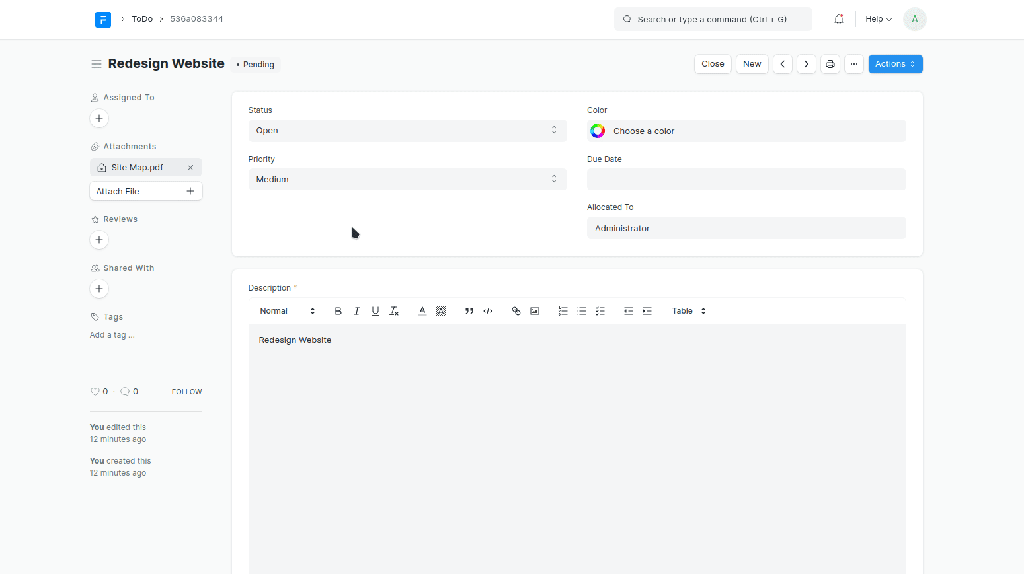 ToDo
536a083344
Search or type a command (Ctrl + G)
Help
A
Redesign Website
Pending
Close
New
Actions
Assigned To
Attachments
Site Map.pdf
Attach File
Reviews
Shared With
Tags
Add a tag ...
0
0
FOLLOW
You edited this
12 minutes ago
You created this
12 minutes ago
Status
Open
Priority
Medium
Color
Choose a color
Due Date
Allocated To
Administrator
Description *
Normal
B I U
A
Table
Redesign Website